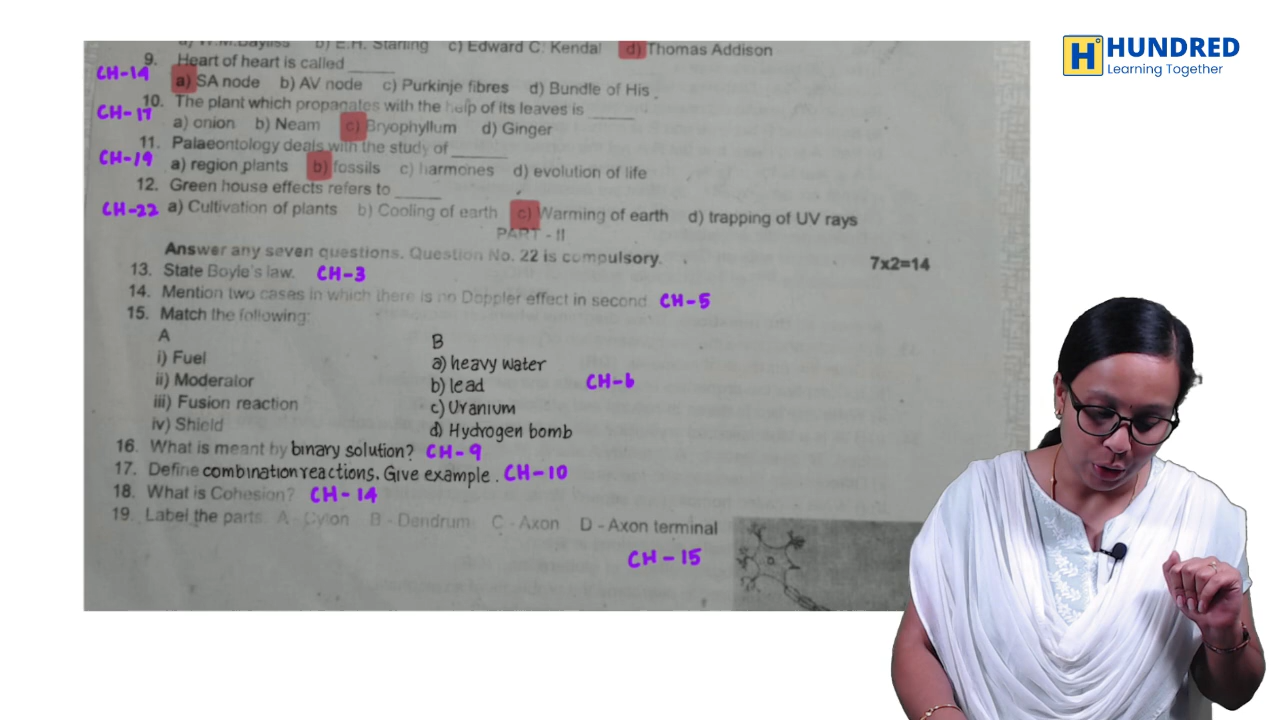 a) W.M.Bayliss b) E.H. Starling c) Edward C. Kendal d) Thomas Addison
9. Heart of heart is called ______
CH-14
a) SA node b) AV node c) Purkinje fibres d) Bundle of His
10. The plant which propagates with the help of its leaves is ______
CH-17
a) onion b) Neam c) Bryophyllum d) Ginger
11. Palaeontology deals with the study of ______
CH-19
a) region plants b) fossils c) harmones d) evolution of life
12. Green house effects refers to ______
CH-22 a) Cultivation of plants b) Cooling of earth c) Warming of earth d) trapping of UV rays
PART - II
Answer any seven questions. Question No. 22 is compulsory. 7x2=14
13. State Boyle's law. CH-3
14. Mention two cases in which there is no Doppler effect in second CH-5
15. Match the following:
A B
i) Fuel a) heavy water
ii) Moderator b) lead CH-6
iii) Fusion reaction c) Uranium
iv) Shield d) Hydrogen bomb
16. What is meant by binary solution? CH-9
17. Define combination reactions. Give example. CH-10
18. What is Cohesion? CH-14
19. Label the parts. A - Cyton B - Dendrum C - Axon D - Axon terminal
CH-15
H HUNDRED
Learning Together